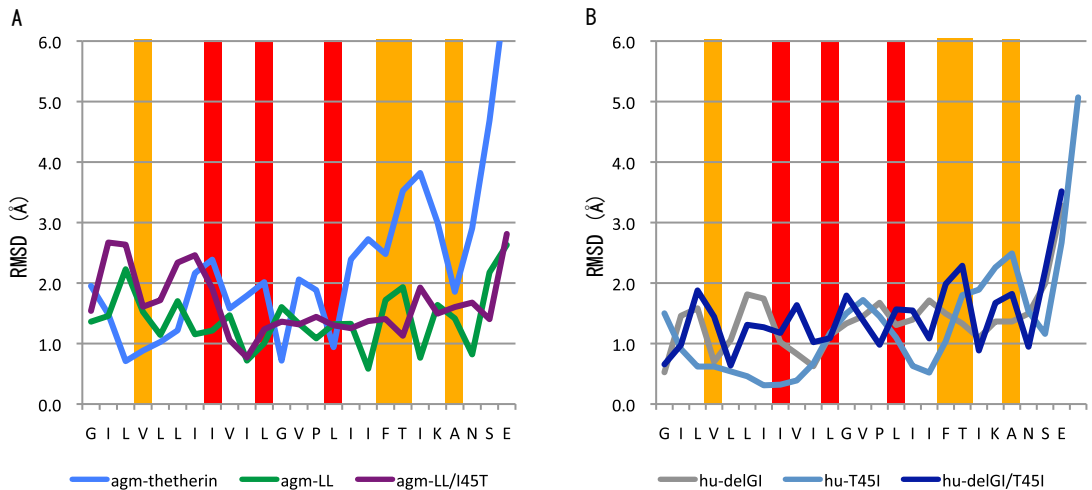 A
B
6.0
5.0
4.0
3.0
2.0
1.0
0.0
RMSD (Å)
G I L V L L I I V I L G V P L I I F T I K A N S E
agm-thetherin
agm-LL
agm-LL/I45T
6.0
5.0
4.0
3.0
2.0
1.0
0.0
RMSD (Å)
G I L V L L I I V I L G V P L I I F T I K A N S E
hu-delGI
hu-T45I
hu-delGI/T45I